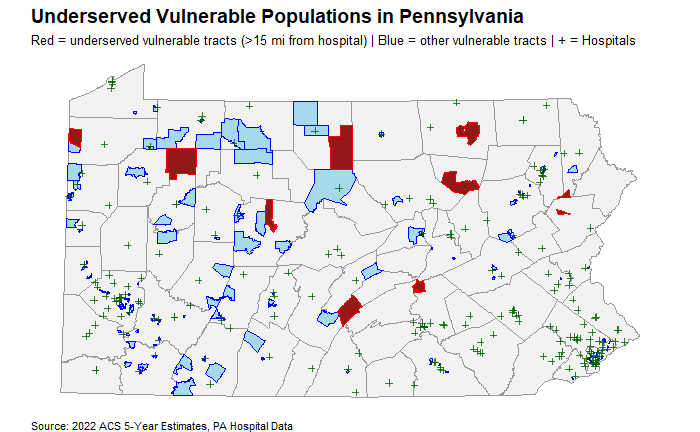 Underserved Vulnerable Populations in Pennsylvania
Red = underserved vulnerable tracts (>15 mi from hospital) | Blue = other vulnerable tracts | + = Hospitals
Source: 2022 ACS 5-Year Estimates, PA Hospital Data